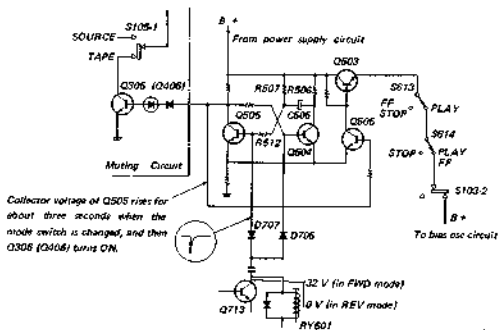 S105-1
SOURCE
TAPE
B +
From power supply circuit
Q305 (Q406)
R507
R506
C506
Q503
Q505
R512
Q504
Q506
S613
FF
STOP
PLAY
S614
STOP
PLAY
FF
S103-2
B +
To bias osc circuit
Muting Circuit
Collector voltage of Q505 rises for
about three seconds when the
mode switch is changed, and then
Q306 (Q406) turns ON.
D707
D706
32 V (in FWD mode)
0 V (in REV mode)
Q713
RY601